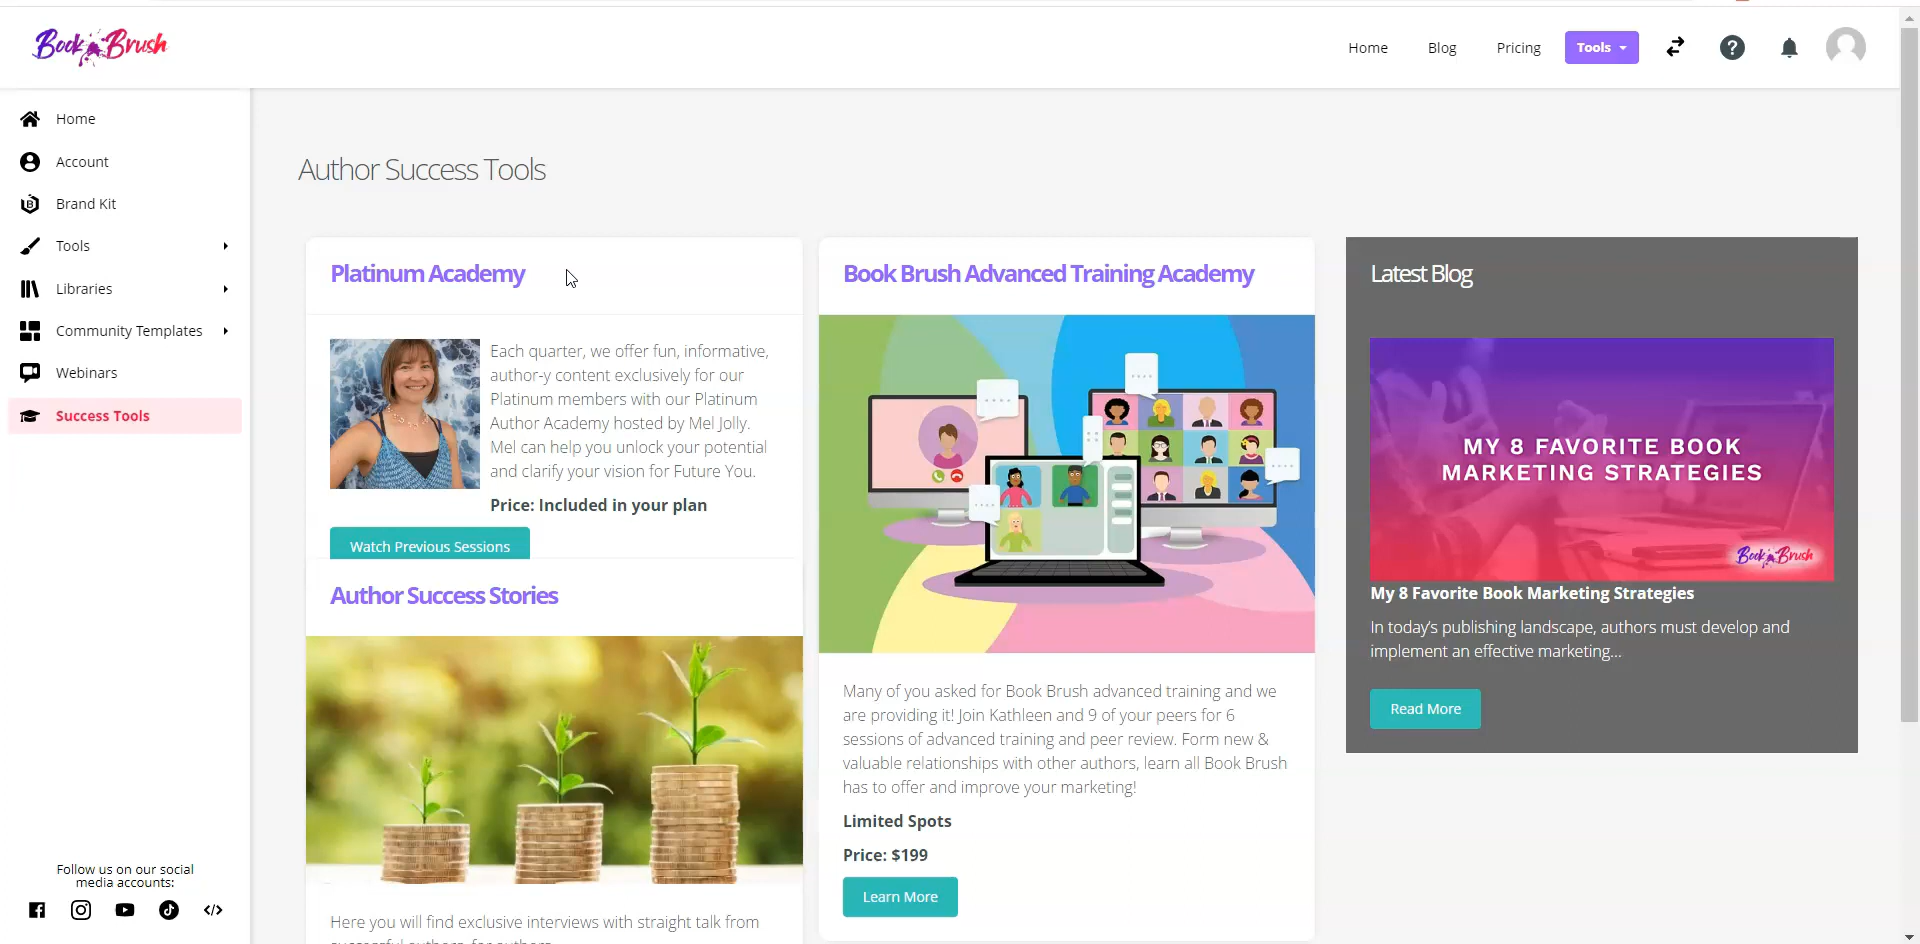 Book Brush
Home
Blog
Pricing
Tools
?
Home
Account
Brand Kit
Tools
Libraries
Community Templates
Webinars
Success Tools
Follow us on our social
media accounts:
Author Success Tools
Platinum Academy
Each quarter, we offer fun, informative,
author-y content exclusively for our
Platinum members with our Platinum
Author Academy hosted by Mel Jolly.
Mel can help you unlock your potential
and clarify your vision for Future You.
Price: Included in your plan
Watch Previous Sessions
Author Success Stories
Here you will find exclusive interviews with straight talk from
successful authors, for authors.
Book Brush Advanced Training Academy
Many of you asked for Book Brush advanced training and we
are providing it! Join Kathleen and 9 of your peers for 6
sessions of advanced training and peer review. Form new &
valuable relationships with other authors, learn all Book Brush
has to offer and improve your marketing!
Limited Spots
Price: $199
Learn More
Latest Blog
MY 8 FAVORITE BOOK
MARKETING STRATEGIES
Book Brush
My 8 Favorite Book Marketing Strategies
In today's publishing landscape, authors must develop and
implement an effective marketing...
Read More